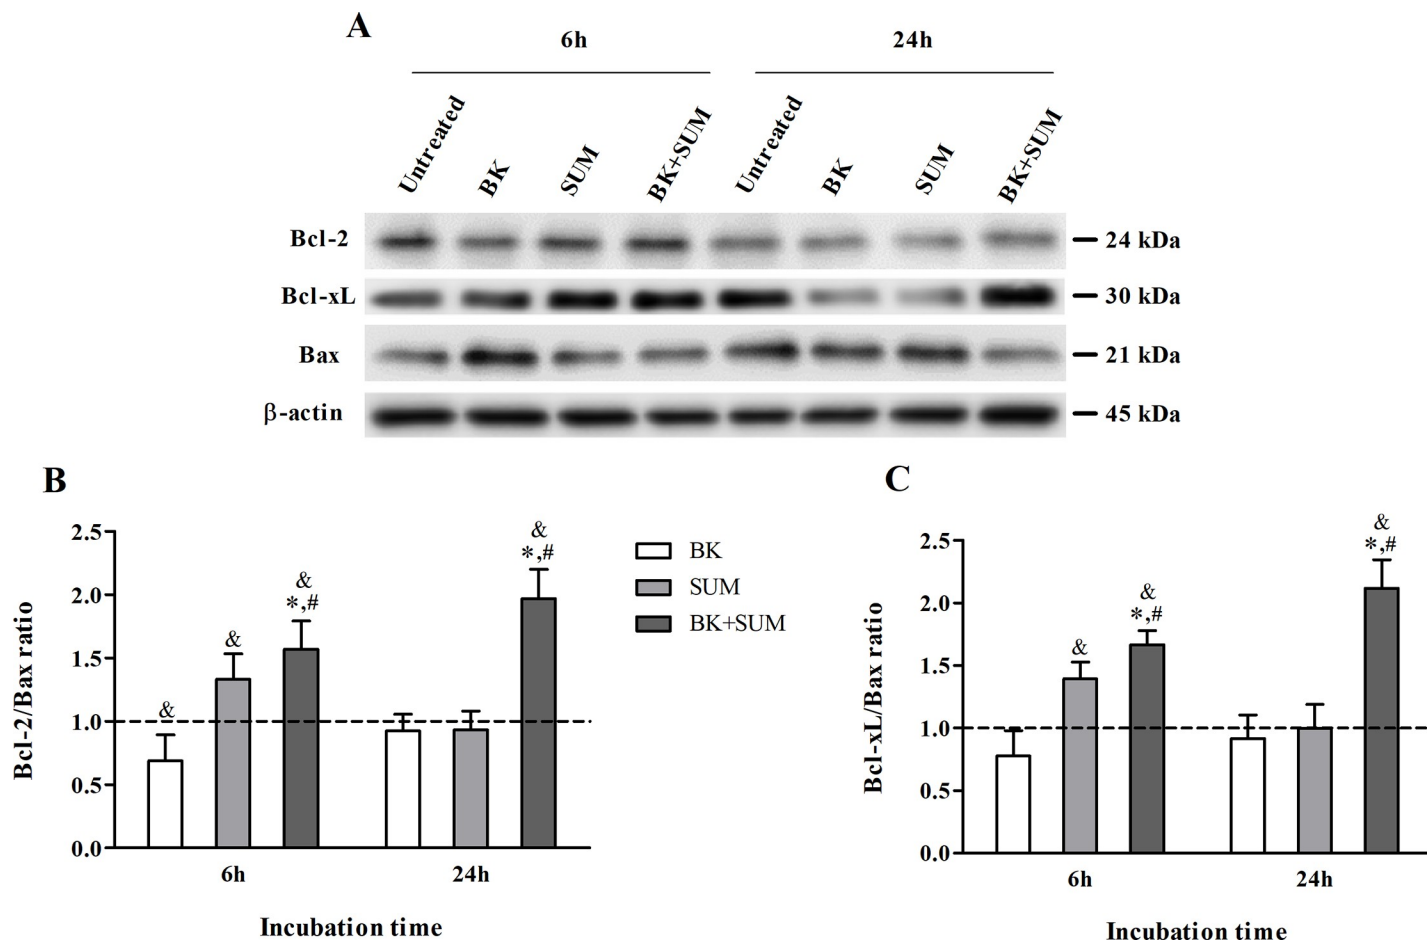 A
6h 24h
Untreated BK SUM BK+SUM Untreated BK SUM BK+SUM
Bcl-2 24 kDa
Bcl-xL 30 kDa
Bax 21 kDa
β-actin 45 kDa
B
Bcl-2/Bax ratio
2.5
2.0
1.5
1.0
0.5
0.0
&
&
&
*,#
&
*,#
6h 24h
Incubation time
BK
SUM
BK+SUM
C
Bcl-xL/Bax ratio
2.5
2.0
1.5
1.0
0.5
0.0
&
&
*,#
&
*,#
6h 24h
Incubation time